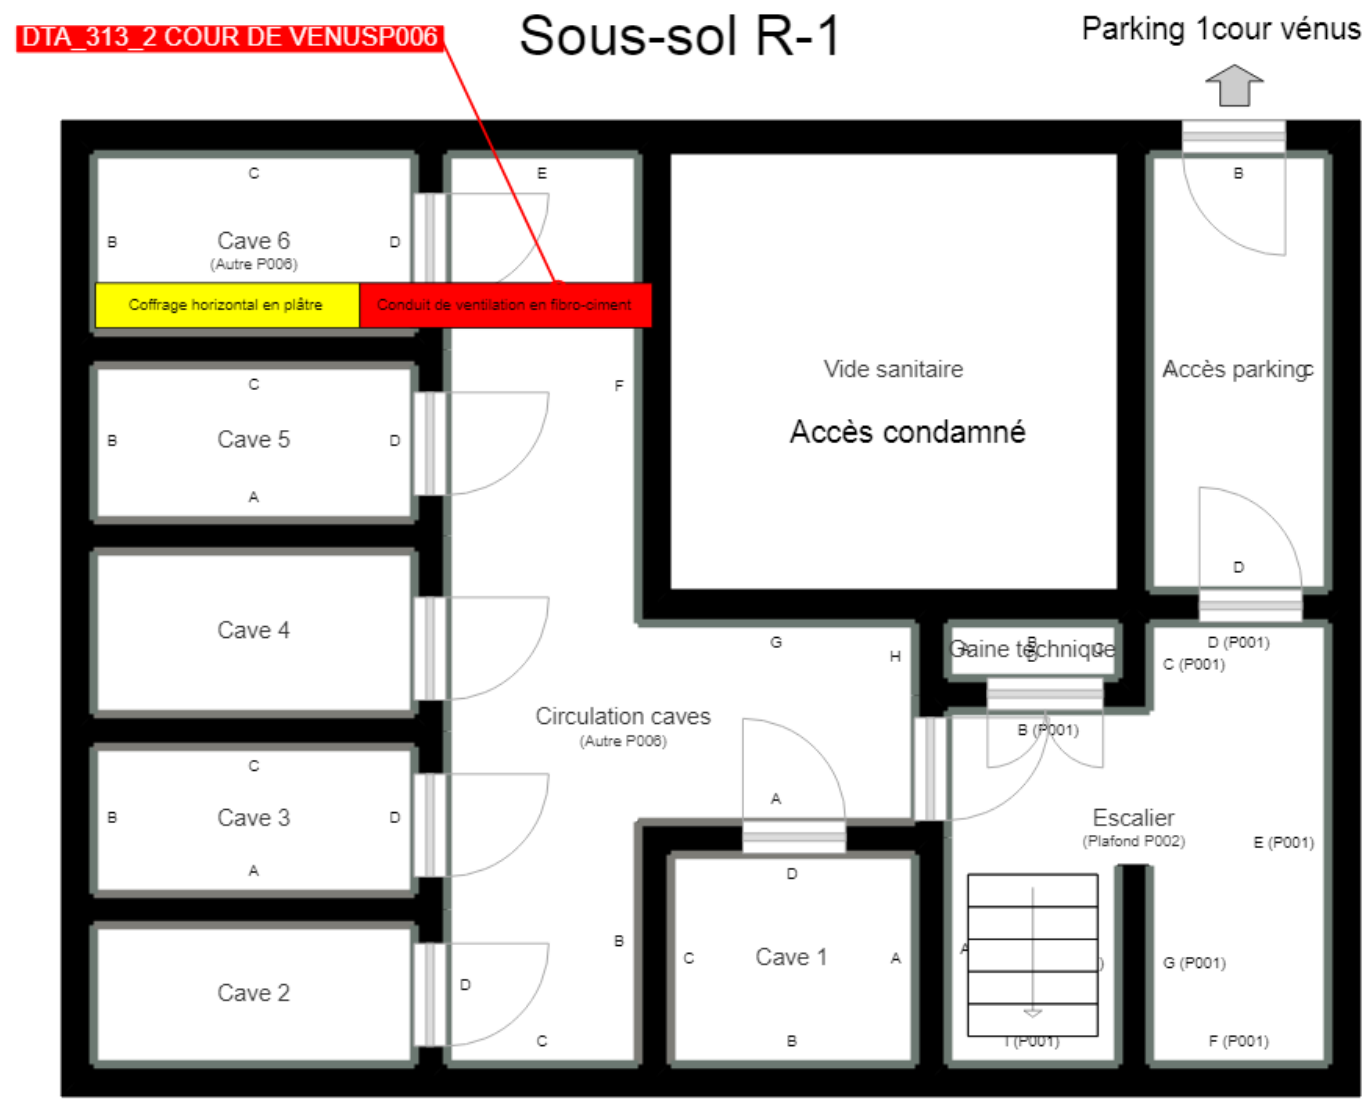 DTA_313_2 COUR DE VENUSP006
Sous-sol R-1
Parking 1cour vénus
C
B
Cave 6
D
(Autre P006)
E
B
Coffrage horizontal en plâtre
Conduit de ventilation en fibro-ciment
C
B
Cave 5
D
A
F
Vide sanitaire
Accès condamné
Accès parking
C
D
Cave 4
G
H
Gaine technique
B
A
C
D
D (P001)
C (P001)
Circulation caves
(Autre P006)
B (P001)
C
B
Cave 3
D
A
A
Escalier
(Plafond P002)
E (P001)
D
C
Cave 1
A
B
B
Cave 2
D
C
A
G (P001)
I (P001)
F (P001)